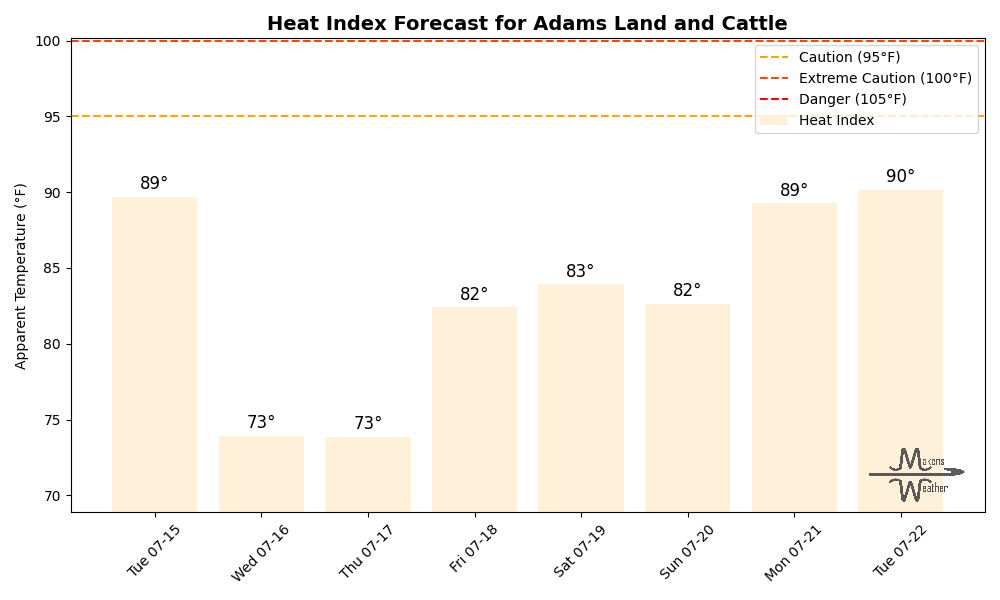 Heat Index Forecast for Adams Land and Cattle
Caution (95°F)
Extreme Caution (100°F)
Danger (105°F)
Heat Index
Apparent Temperature (°F)
100
95
90
85
80
75
70
89°
73°
73°
82°
83°
82°
89°
90°
Tue 07-15
Wed 07-16
Thu 07-17
Fri 07-18
Sat 07-19
Sun 07-20
Mon 07-21
Tue 07-22